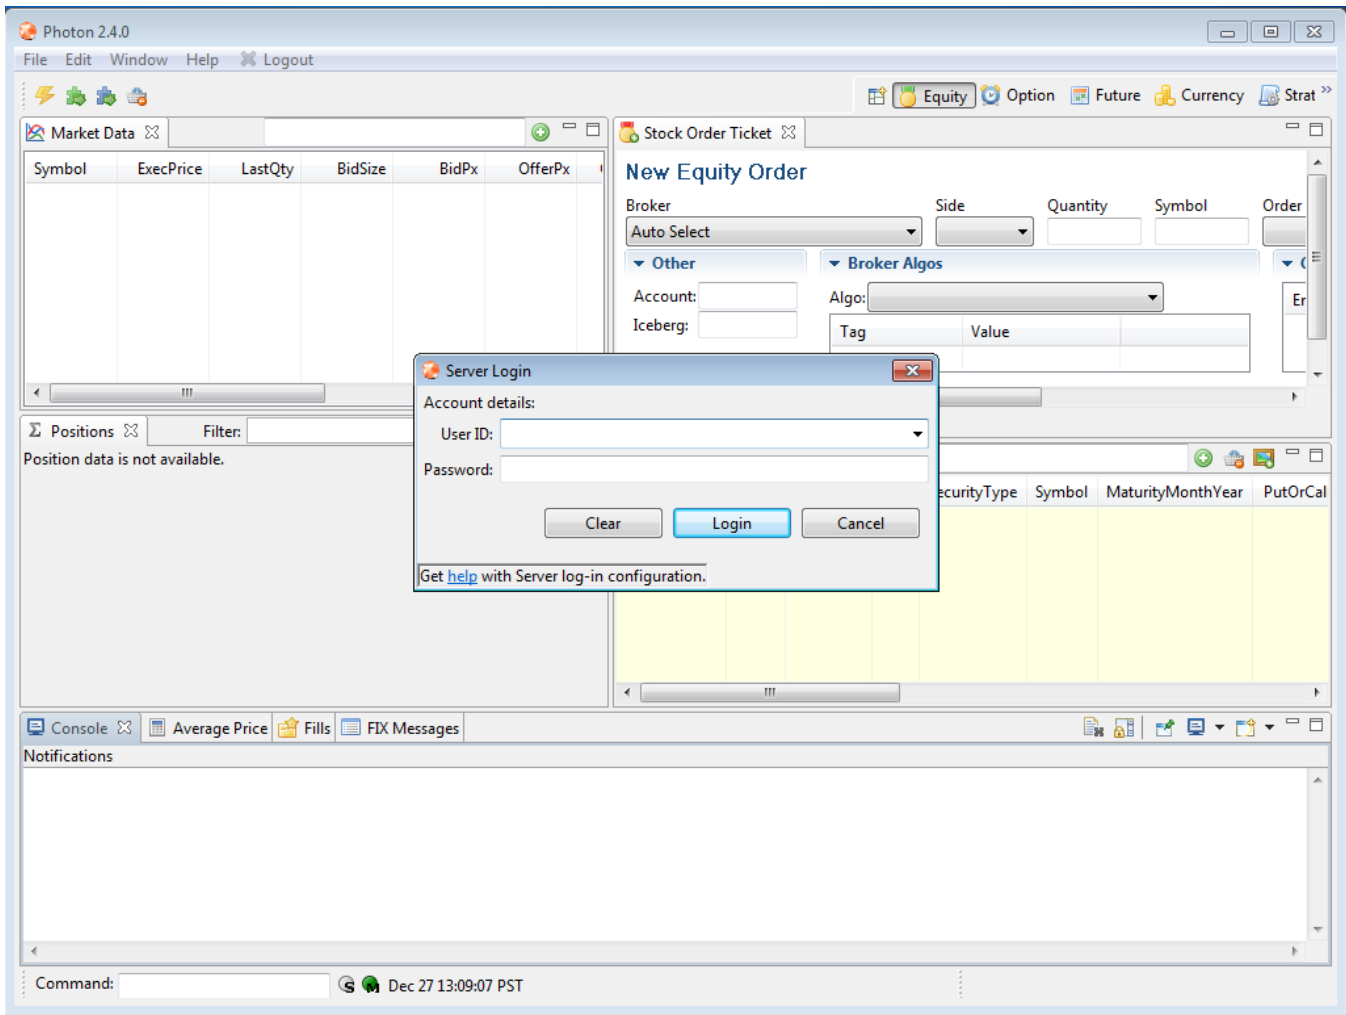 Photon 2.4.0
File Edit Window Help Logout
Equity Option Future Currency Strat
Market Data
Symbol ExecPrice LastQty BidSize BidPx OfferPx
Stock Order Ticket
New Equity Order
Broker Side Quantity Symbol Order
Auto Select
Other Broker Algos
Account: Algo: Er
Iceberg: Tag Value
Server Login
Account details:
User ID:
Password:
Clear Login Cancel
Get help with Server log-in configuration.
Positions Filter:
Position data is not available.
ecurityType Symbol MaturityMonthYear PutOrCal
Console Average Price Fills FIX Messages
Notifications
Command: S M Dec 27 13:09:07 PST